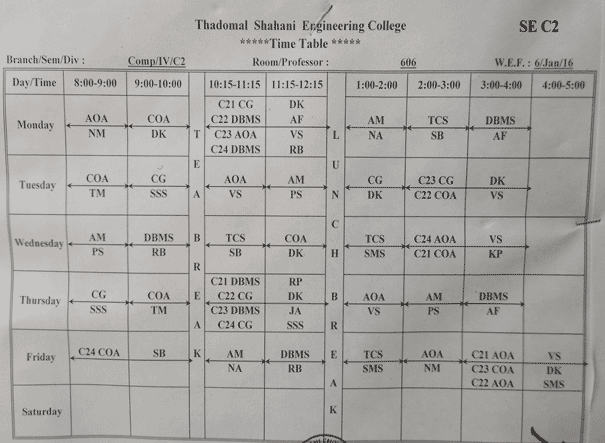 Thadomal Shahani Engineering College
SE C2
*****Time Table *****
Branch/Sem/Div : Comp/IV/C2 Room/Professor : 606 W.E.F. : 6/Jan/16
Day/Time 8:00-9:00 9:00-10:00 10:15-11:15 11:15-12:15 1:00-2:00 2:00-3:00 3:00-4:00 4:00-5:00
TEA BREAK
LUNCH BREAK
Monday
AOA COA C21 CG DK AM TCS DBMS
NM DK C22 DBMS AF NA SB AF
C23 AOA VS
C24 DBMS RB
Tuesday
COA CG AOA AM CG C23 CG DK
TM SSS VS PS DK C22 COA VS
Wednesday
AM DBMS TCS COA TCS C24 AOA VS
PS RB SB DK SMS C21 COA KP
Thursday
C21 DBMS RP
CG COA C22 CG DK AOA AM DBMS
SSS TM C23 DBMS JA VS PS AF
C24 CG SSS
Friday
C24 COA SB AM DBMS TCS AOA C21 AOA VS
NA RB SMS NM C23 COA DK
C22 AOA SMS
Saturday